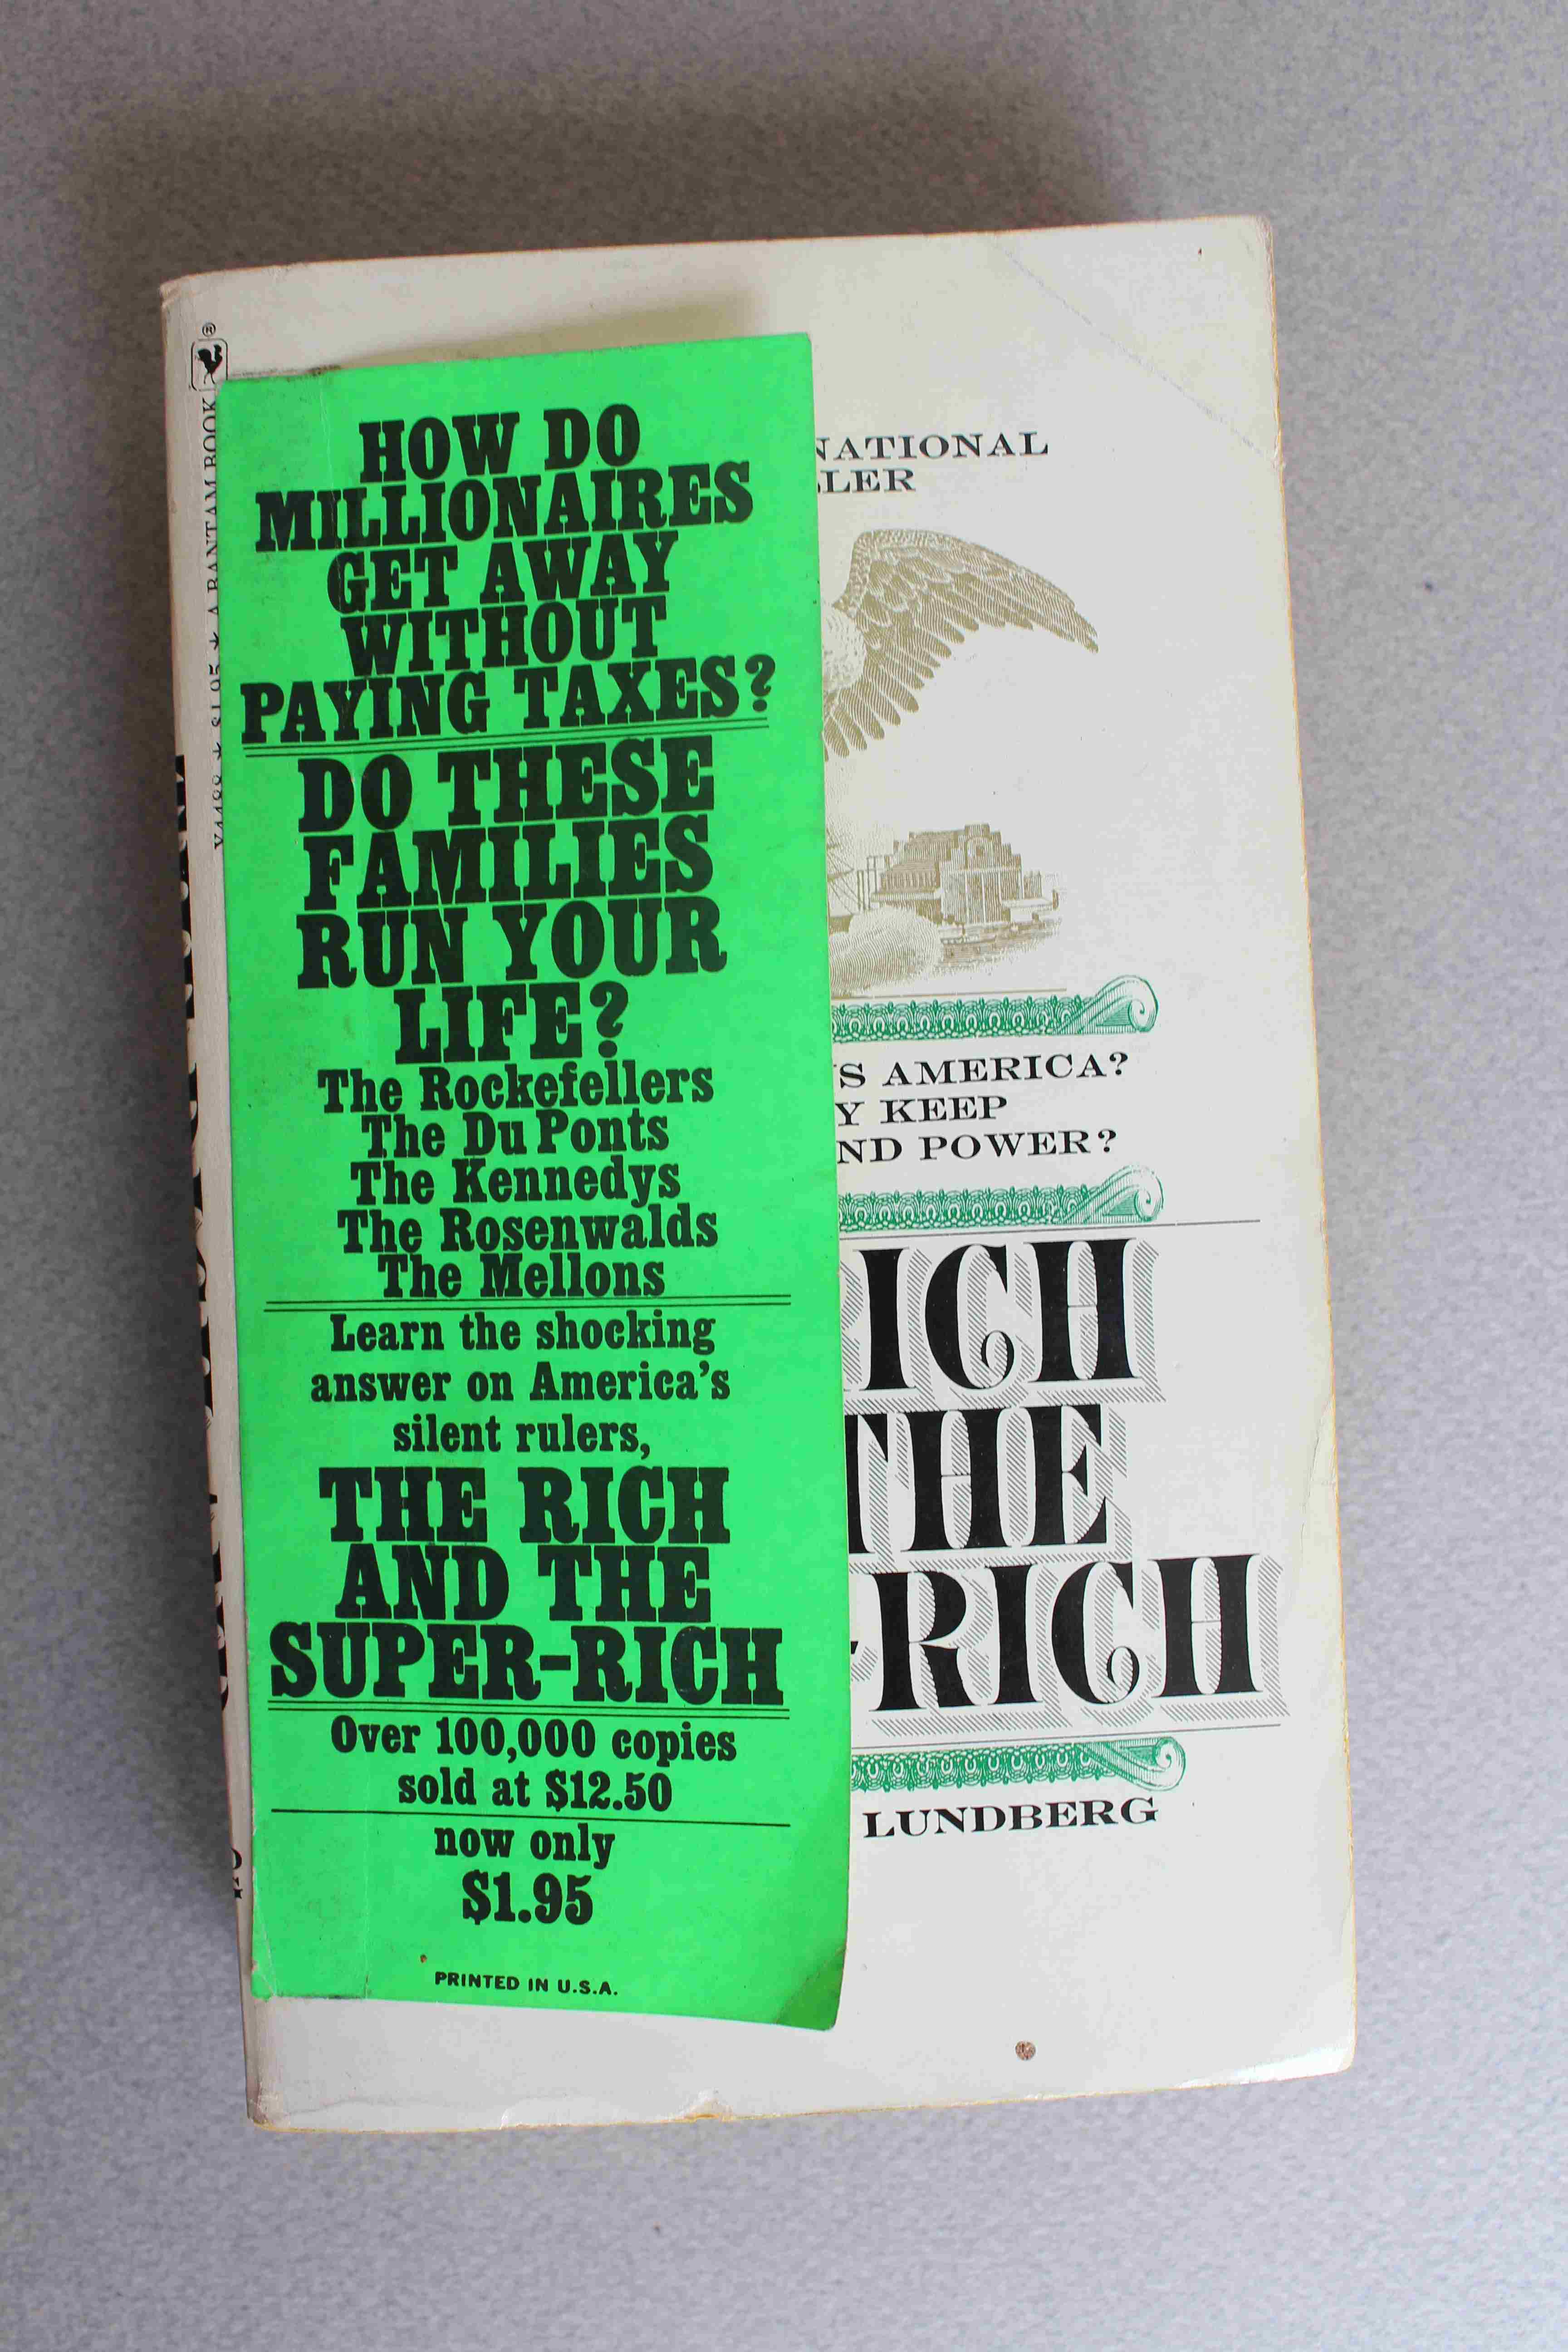 HOW DO
MILLIONAIRES
GET AWAY
WITHOUT
PAYING TAXES?
DO THESE
FAMILIES
RUN YOUR
LIFE?
The Rockefellers
The Du Ponts
The Kennedys
The Rosenwalds
The Mellons
Learn the shocking
answer on America's
silent rulers,
THE RICH
AND THE
SUPER-RICH
Over 100,000 copies
sold at $12.50
now only
$1.95
PRINTED IN U.S.A.
NATIONAL
LLER
S AMERICA?
Y KEEP
ND POWER?
RICH
THE
-RICH
LUNDBERG
$1.95 ★ A BANTAM BOOK
®